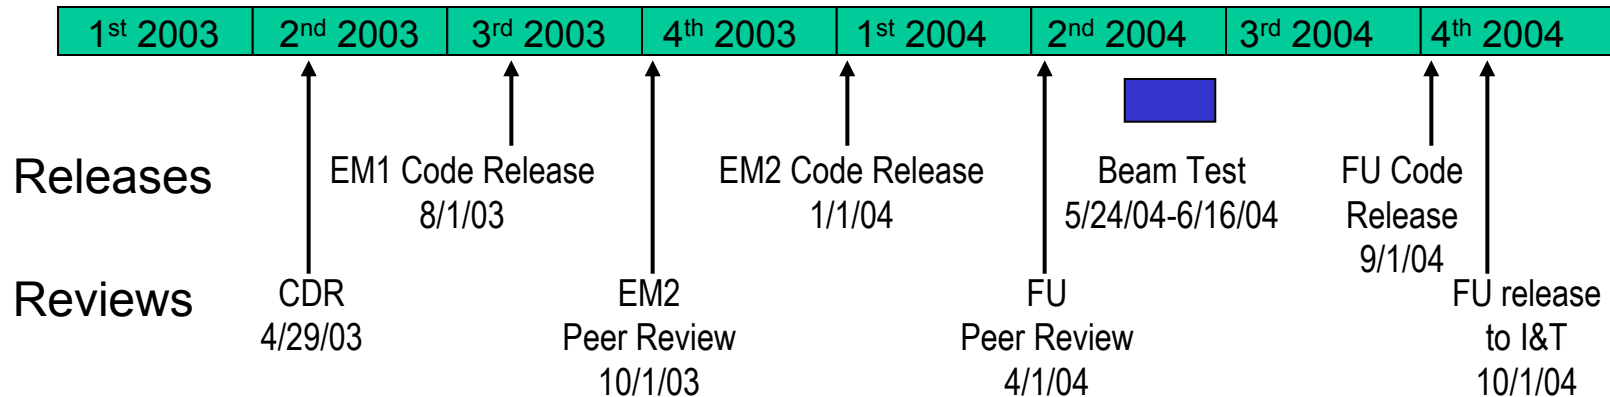 1st 2003 2nd 2003 3rd 2003 4th 2003 1st 2004 2nd 2004 3rd 2004 4th 2004
Releases
EM1 Code Release
8/1/03
EM2 Code Release
1/1/04
Beam Test
5/24/04-6/16/04
FU Code
Release
9/1/04
Reviews
CDR
4/29/03
EM2
Peer Review
10/1/03
FU
Peer Review
4/1/04
FU release
to I&T
10/1/04